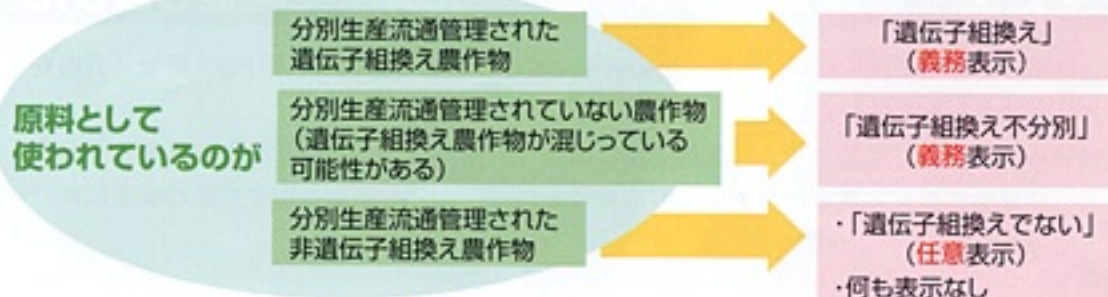 原料として
使われているのが
分別生産流通管理された
遺伝子組換え農作物
「遺伝子組換え」
（義務表示）
分別生産流通管理されていない農作物
（遺伝子組換え農作物が混じっている
可能性がある）
「遺伝子組換え不分別」
（義務表示）
分別生産流通管理された
非遺伝子組換え農作物
・「遺伝子組換えでない」
（任意表示）
・何も表示なし